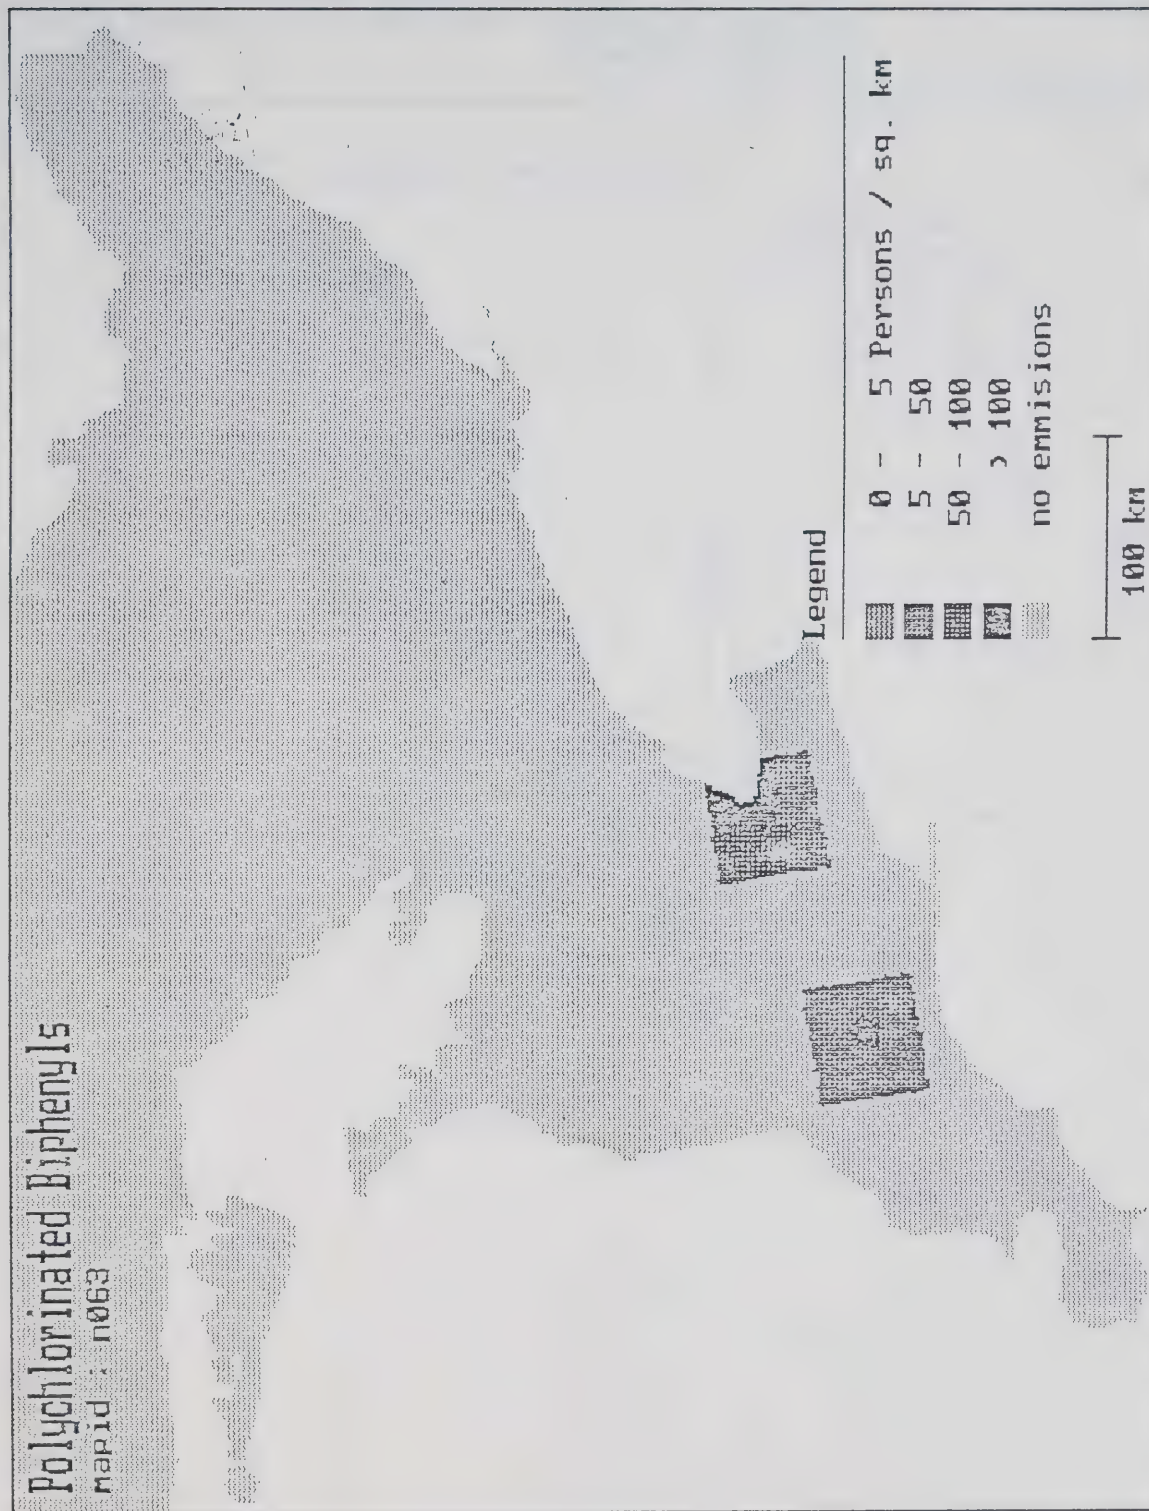 Polychlorinated Biphenyls
mapid : n063
Legend
0 - 5 Persons / sq. km
5 - 50
50 - 100
> 100
no emmisions
100 km